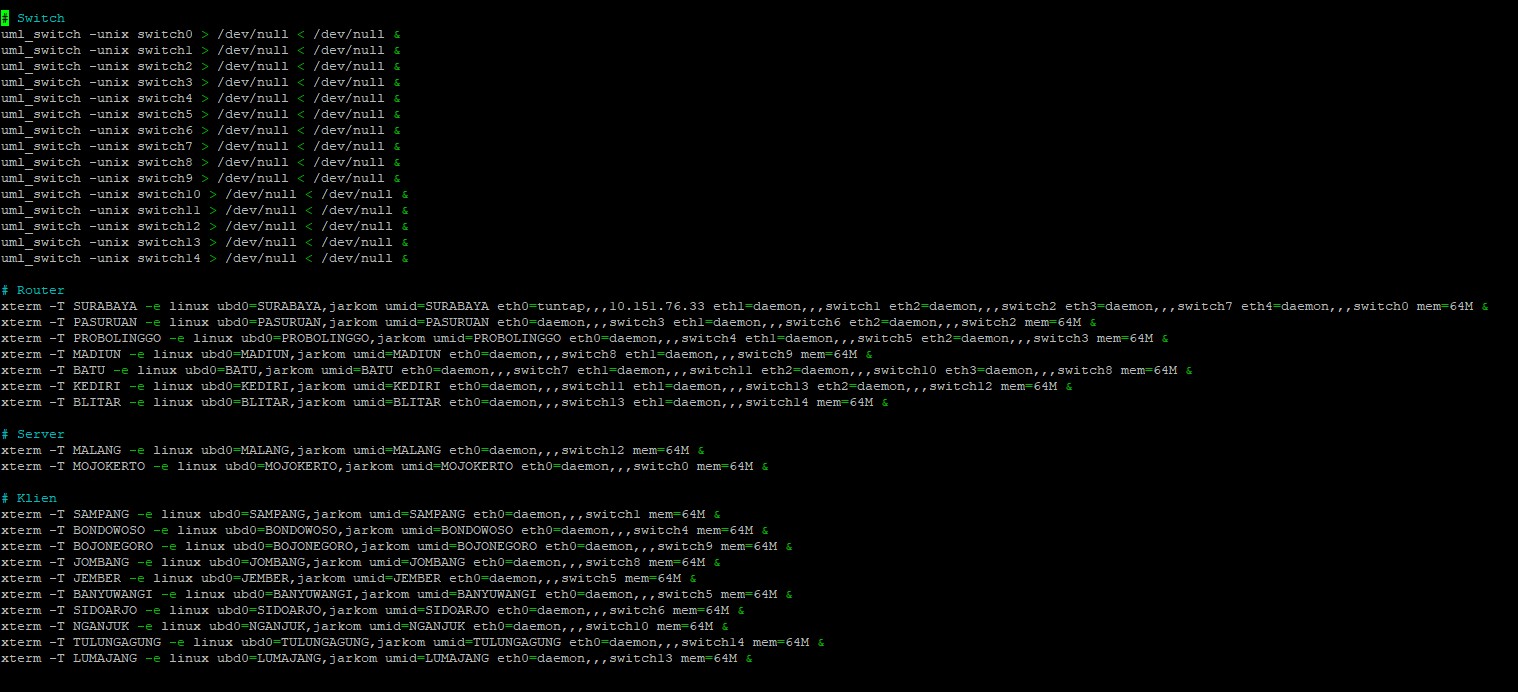 # Switch
uml_switch -unix switch0 > /dev/null < /dev/null &
uml_switch -unix switch1 > /dev/null < /dev/null &
uml_switch -unix switch2 > /dev/null < /dev/null &
uml_switch -unix switch3 > /dev/null < /dev/null &
uml_switch -unix switch4 > /dev/null < /dev/null &
uml_switch -unix switch5 > /dev/null < /dev/null &
uml_switch -unix switch6 > /dev/null < /dev/null &
uml_switch -unix switch7 > /dev/null < /dev/null &
uml_switch -unix switch8 > /dev/null < /dev/null &
uml_switch -unix switch9 > /dev/null < /dev/null &
uml_switch -unix switch10 > /dev/null < /dev/null &
uml_switch -unix switch11 > /dev/null < /dev/null &
uml_switch -unix switch12 > /dev/null < /dev/null &
uml_switch -unix switch13 > /dev/null < /dev/null &
uml_switch -unix switch14 > /dev/null < /dev/null &
# Router
xterm -T SURABAYA -e linux ubd0=SURABAYA,jarkom umid=SURABAYA eth0=tuntap,,,10.151.76.33 eth1=daemon,,,switch1 eth2=daemon,,,switch2 eth3=daemon,,,switch7 eth4=daemon,,,switch0 mem=64M &
xterm -T PASURUAN -e linux ubd0=PASURUAN,jarkom umid=PASURUAN eth0=daemon,,,switch3 eth1=daemon,,,switch6 eth2=daemon,,,switch2 mem=64M &
xterm -T PROBOLINGGO -e linux ubd0=PROBOLINGGO,jarkom umid=PROBOLINGGO eth0=daemon,,,switch4 eth1=daemon,,,switch5 eth2=daemon,,,switch3 mem=64M &
xterm -T MADIUN -e linux ubd0=MADIUN,jarkom umid=MADIUN eth0=daemon,,,switch8 eth1=daemon,,,switch9 mem=64M &
xterm -T BATU -e linux ubd0=BATU,jarkom umid=BATU eth0=daemon,,,switch7 eth1=daemon,,,switch11 eth2=daemon,,,switch10 eth3=daemon,,,switch8 mem=64M &
xterm -T KEDIRI -e linux ubd0=KEDIRI,jarkom umid=KEDIRI eth0=daemon,,,switch11 eth1=daemon,,,switch13 eth2=daemon,,,switch12 mem=64M &
xterm -T BLITAR -e linux ubd0=BLITAR,jarkom umid=BLITAR eth0=daemon,,,switch13 eth1=daemon,,,switch14 mem=64M &
# Server
xterm -T MALANG -e linux ubd0=MALANG,jarkom umid=MALANG eth0=daemon,,,switch12 mem=64M &
xterm -T MOJOKERTO -e linux ubd0=MOJOKERTO,jarkom umid=MOJOKERTO eth0=daemon,,,switch0 mem=64M &
# Klien
xterm -T SAMPANG -e linux ubd0=SAMPANG,jarkom umid=SAMPANG eth0=daemon,,,switch1 mem=64M &
xterm -T BONDOWOSO -e linux ubd0=BONDOWOSO,jarkom umid=BONDOWOSO eth0=daemon,,,switch4 mem=64M &
xterm -T BOJONEGORO -e linux ubd0=BOJONEGORO,jarkom umid=BOJONEGORO eth0=daemon,,,switch9 mem=64M &
xterm -T JOMBANG -e linux ubd0=JOMBANG,jarkom umid=JOMBANG eth0=daemon,,,switch8 mem=64M &
xterm -T JEMBER -e linux ubd0=JEMBER,jarkom umid=JEMBER eth0=daemon,,,switch5 mem=64M &
xterm -T BANYUWANGI -e linux ubd0=BANYUWANGI,jarkom umid=BANYUWANGI eth0=daemon,,,switch5 mem=64M &
xterm -T SIDOARJO -e linux ubd0=SIDOARJO,jarkom umid=SIDOARJO eth0=daemon,,,switch6 mem=64M &
xterm -T NGANJUK -e linux ubd0=NGANJUK,jarkom umid=NGANJUK eth0=daemon,,,switch10 mem=64M &
xterm -T TULUNGAGUNG -e linux ubd0=TULUNGAGUNG,jarkom umid=TULUNGAGUNG eth0=daemon,,,switch14 mem=64M &
xterm -T LUMAJANG -e linux ubd0=LUMAJANG,jarkom umid=LUMAJANG eth0=daemon,,,switch13 mem=64M &